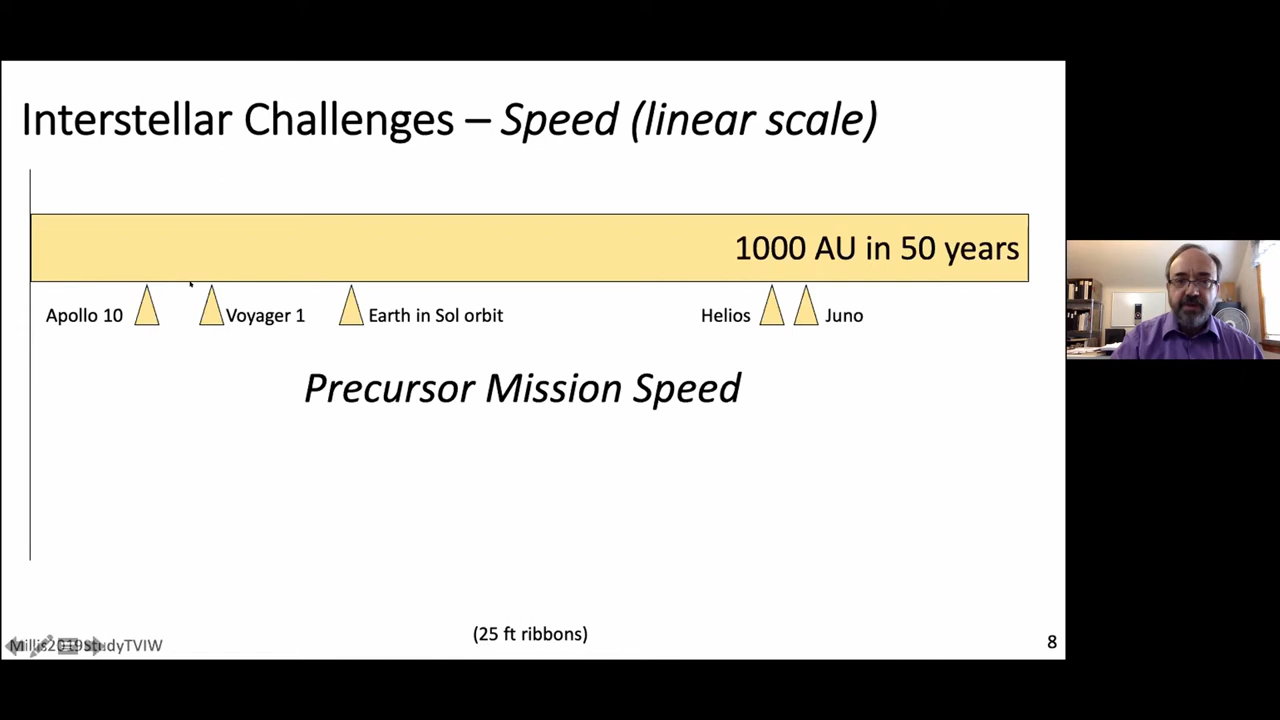 Interstellar Challenges – Speed (linear scale)
1000 AU in 50 years
Apollo 10
Voyager 1
Earth in Sol orbit
Helios
Juno
Precursor Mission Speed
(25 ft ribbons)
Millis2019StudyTVIW
8